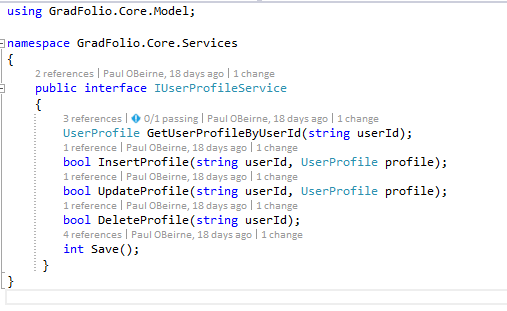 using GradFolio.Core.Model;
namespace GradFolio.Core.Services
{
2 references | Paul OBeirne, 18 days ago | 1 change
public interface IUserProfileService
{
3 references | 0/1 passing | Paul OBeirne, 18 days ago | 1 change
UserProfile GetUserProfileByUserId(string userId);
1 reference | Paul OBeirne, 18 days ago | 1 change
bool InsertProfile(string userId, UserProfile profile);
1 reference | Paul OBeirne, 18 days ago | 1 change
bool UpdateProfile(string userId, UserProfile profile);
1 reference | Paul OBeirne, 18 days ago | 1 change
bool DeleteProfile(string userId);
4 references | Paul OBeirne, 18 days ago | 1 change
int Save();
}
}